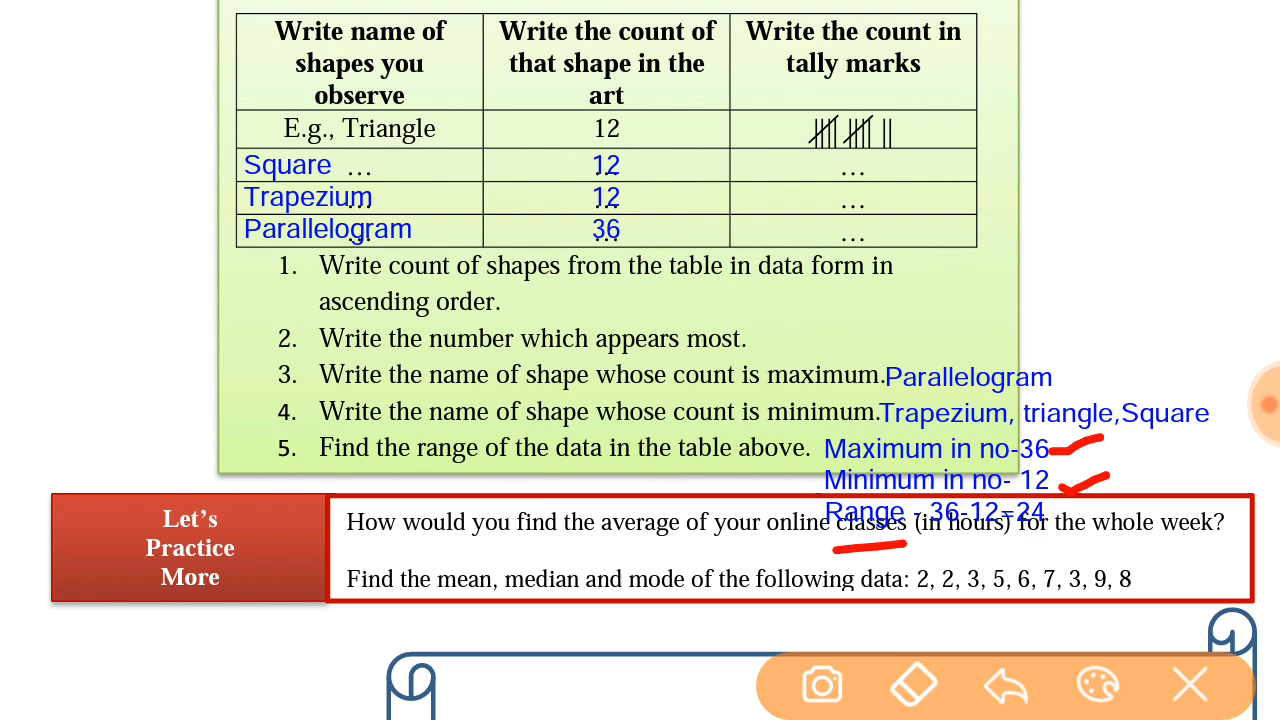 Write name of shapes you observe
Write the count of that shape in the art
Write the count in tally marks
E.g., Triangle 12
Square ... 12 ... ...
Trapezium ... 12 ... ...
Parallelogram ... 36 ... ...
1. Write count of shapes from the table in data form in
ascending order.
2. Write the number which appears most.
3. Write the name of shape whose count is maximum. Parallelogram
4. Write the name of shape whose count is minimum. Trapezium, triangle,Square
5. Find the range of the data in the table above. Maximum in no-36
Minimum in no- 12
Range - 36-12=24
Let's
Practice
More
How would you find the average of your online classes (in hours) for the whole week?
Find the mean, median and mode of the following data: 2, 2, 3, 5, 6, 7, 3, 9, 8